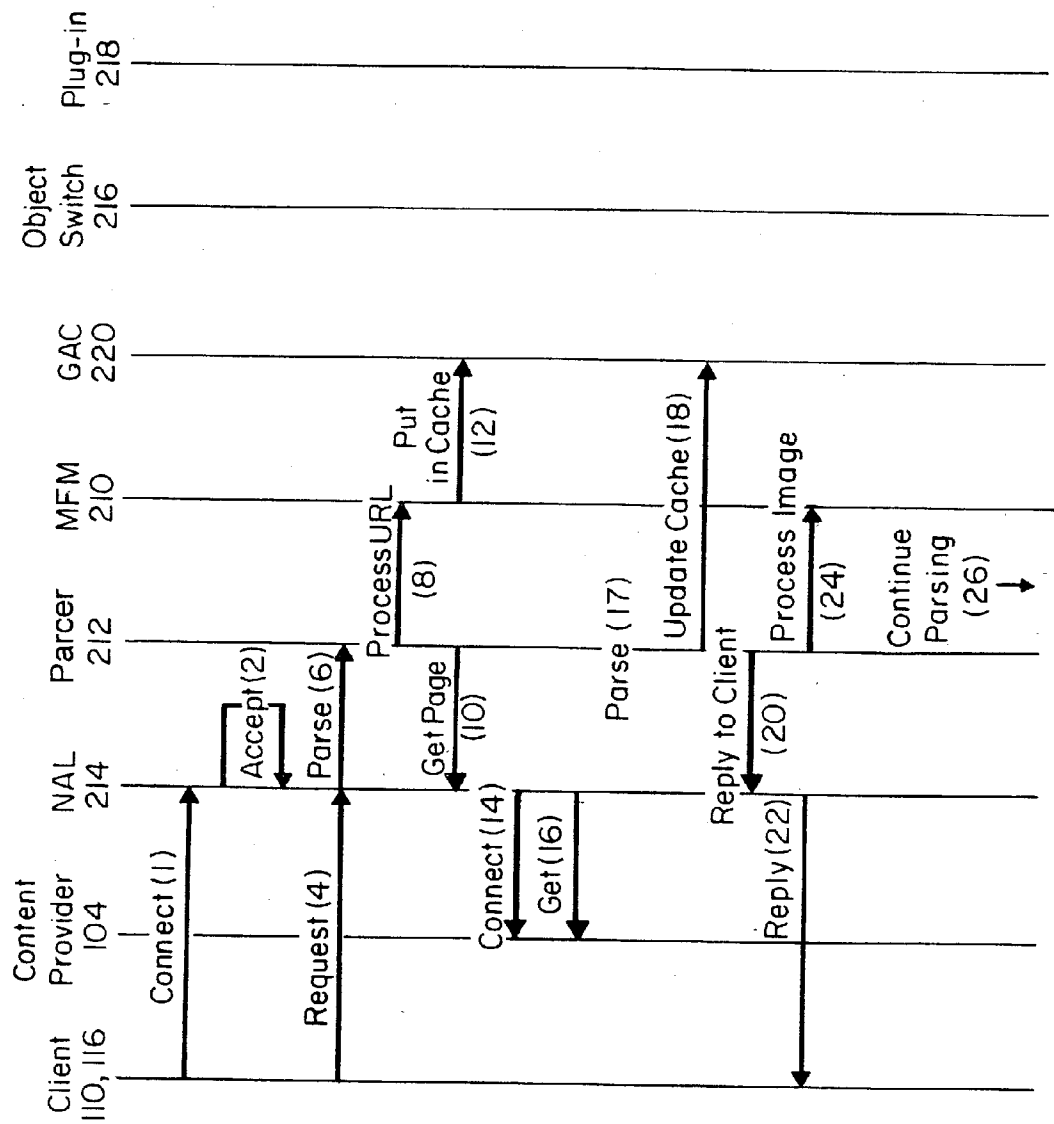 Client
110, 116
Content
Provider
104
NAL
214
Parcer
212
MFM
210
GAC
220
Object
Switch
216
Plug-in
218
Connect (1)
Accept (2)
Request (4)
Parse (6)
Process URL
(8)
Get Page
(10)
Put
in Cache
(12)
Connect (14)
Get (16)
Parse (17)
Update Cache (18)
Reply to Client
(20)
Reply (22)
Process Image
(24)
Continue
Parsing
(26)